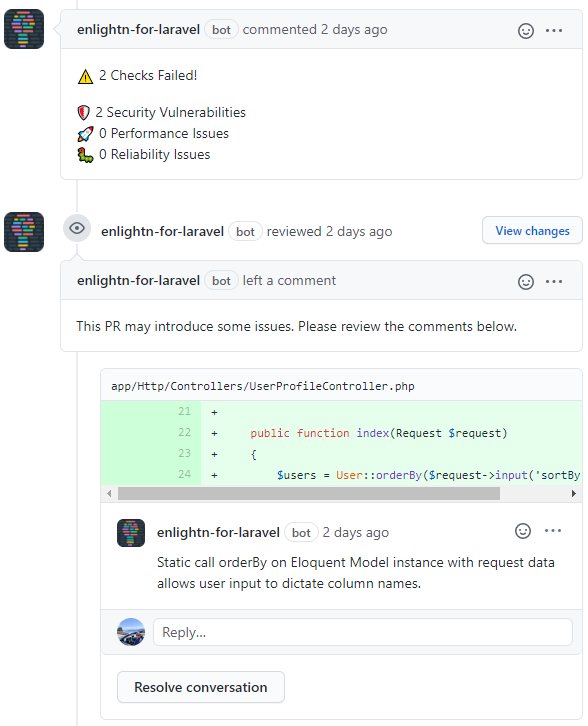 enlightn-for-laravel bot commented 2 days ago
2 Checks Failed!
2 Security Vulnerabilities
0 Performance Issues
0 Reliability Issues
enlightn-for-laravel bot reviewed 2 days ago
View changes
enlightn-for-laravel bot left a comment
This PR may introduce some issues. Please review the comments below.
app/Http/Controllers/UserProfileController.php
21 +
22 + public function index(Request $request)
23 + {
24 + $users = User::orderBy($request->input('sortBy
enlightn-for-laravel bot 2 days ago
Static call orderBy on Eloquent Model instance with request data
allows user input to dictate column names.
Reply...
Resolve conversation